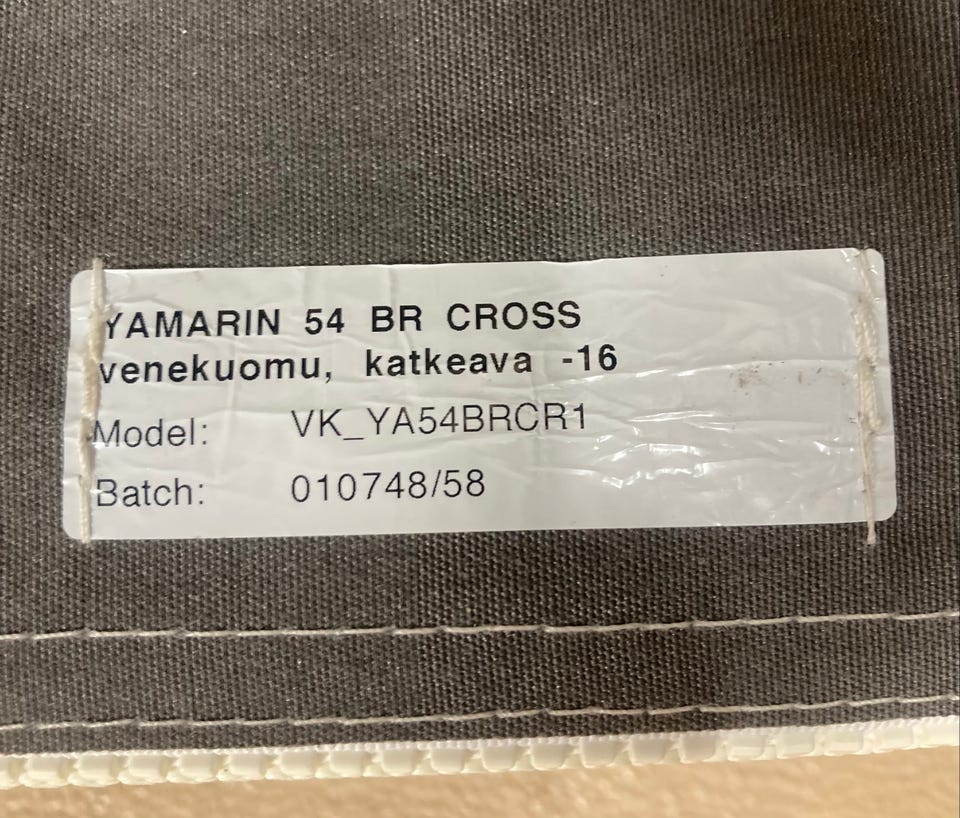 YAMARIN 54 BR CROSS
venekuomu, katkeava -16
Model: VK_YA54BRCR1
Batch: 010748/58